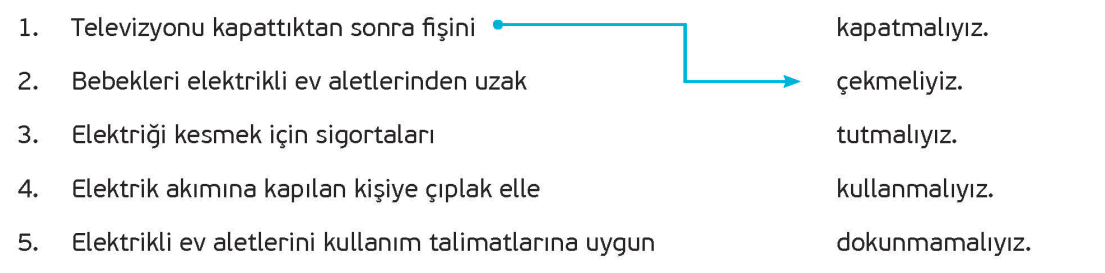 1. Televizyonu kapattıktan sonra fişini kapatmalıyız.
2. Bebekleri elektrikli ev aletlerinden uzak çekmeliyiz.
3. Elektriği kesmek için sigortaları tutmalıyız.
4. Elektrik akımına kapılan kişiye çıplak elle kullanmalıyız.
5. Elektrikli ev aletlerini kullanım talimatlarına uygun dokunmamalıyız.